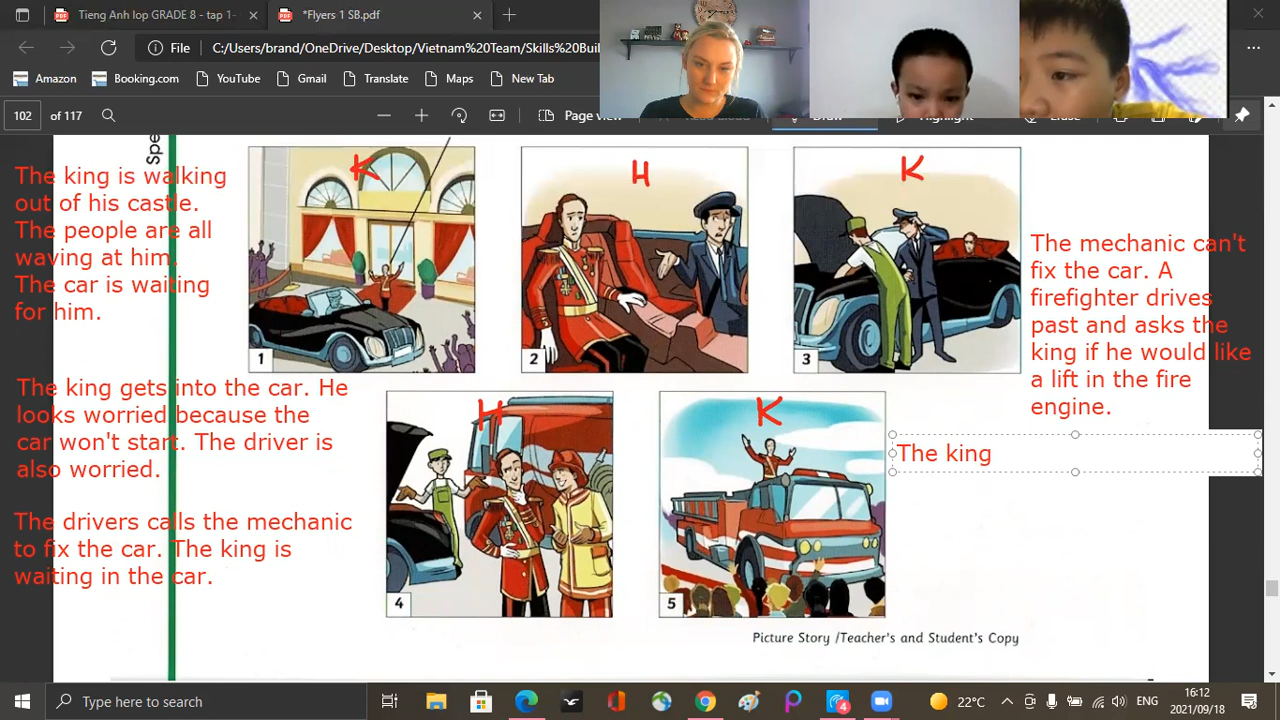 Tieng Anh lop GRADE 8 - tap 1-
*Flyers 1 SB.pdf
File
C:/Users/brand/OneDrive/Desktop/Vietnam%20Team/Skills%20Buil
Amazon
Booking.com
YouTube
Gmail
Translate
Maps
New Tab
102 of 117
Page view
Draw
Highlight
Erase
Spe
The king is walking
out of his castle.
The people are all
waving at him.
The car is waiting
for him.
K
1
H
2
K
3
The mechanic can't
fix the car. A
firefighter drives
past and asks the
king if he would like
a lift in the fire
engine.
The king gets into the car. He
looks worried because the
car won't start. The driver is
also worried.
The drivers calls the mechanic
to fix the car. The king is
waiting in the car.
H
4
K
5
The king
Picture Story /Teacher's and Student's Copy
Type here to search
4
22°C
ENG
16:12
2021/09/18